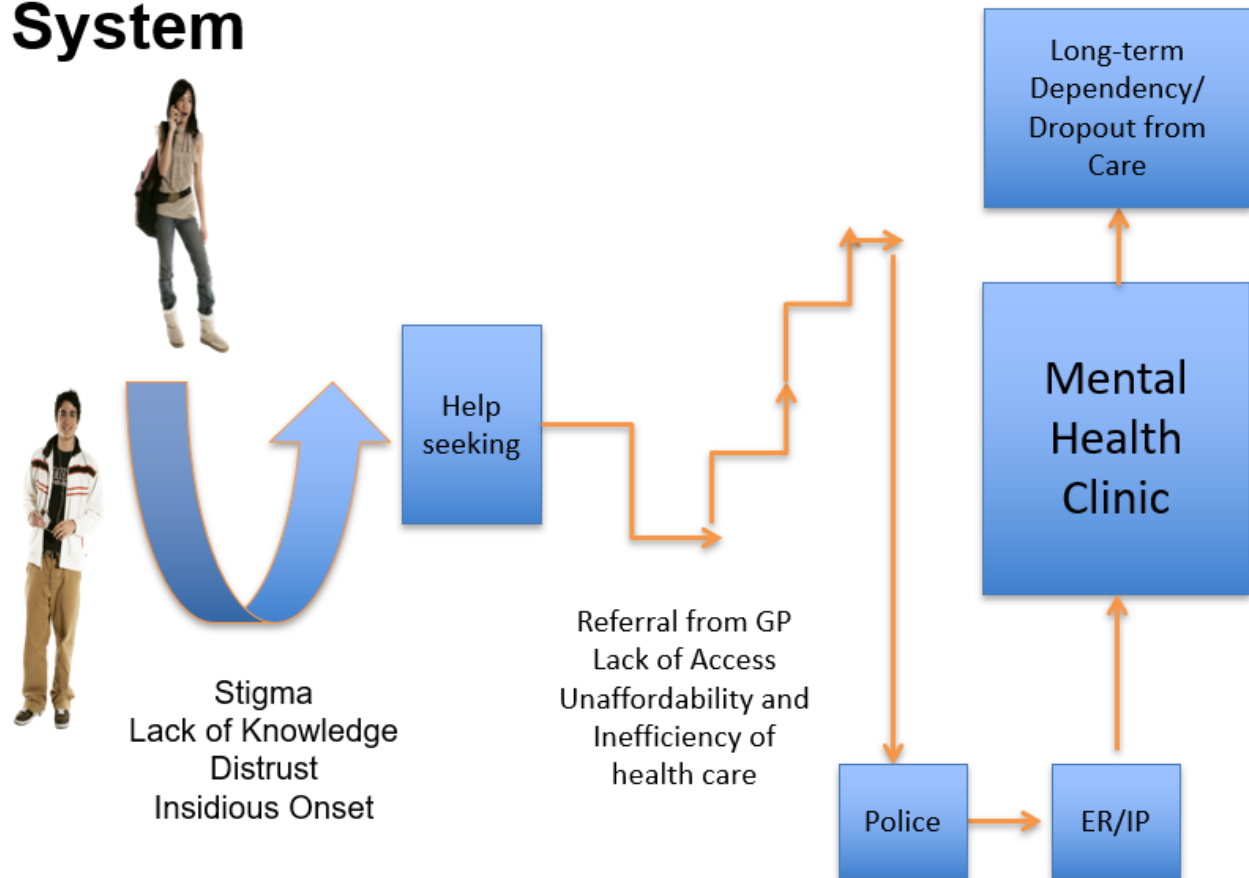 System
Long-term
Dependency/
Dropout from
Care
Help
seeking
Mental
Health
Clinic
Stigma
Lack of Knowledge
Distrust
Insidious Onset
Referral from GP
Lack of Access
Unaffordability and
Inefficiency of
health care
Police
ER/IP